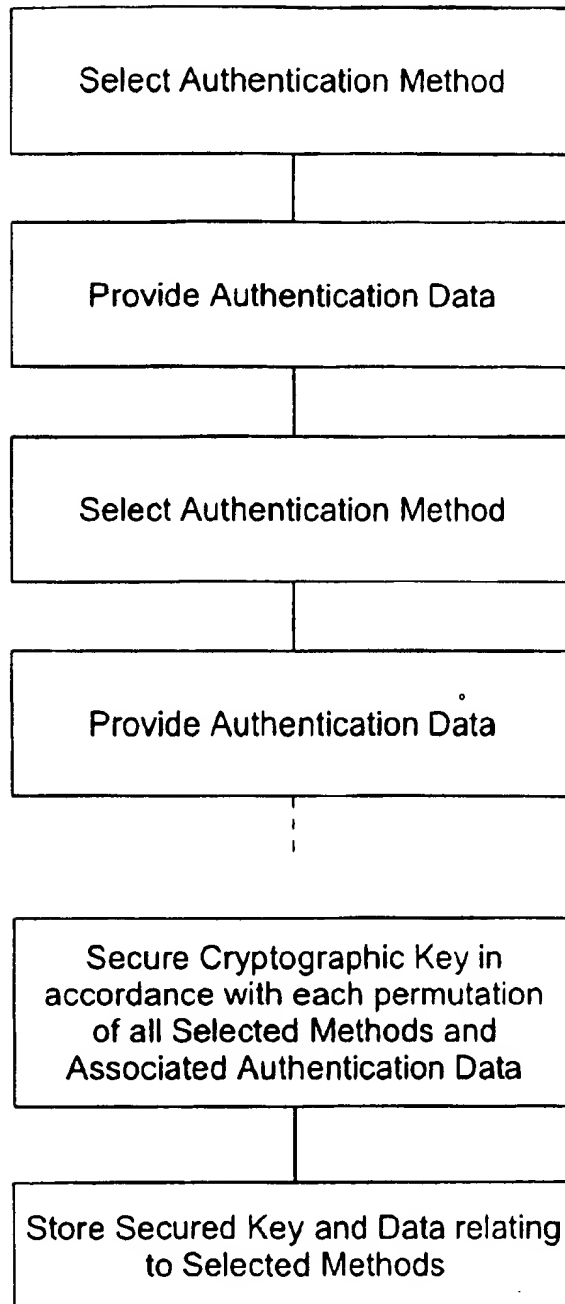 Select Authentication Method
Provide Authentication Data
Select Authentication Method
Provide Authentication Data
Secure Cryptographic Key in
accordance with each permutation
of all Selected Methods and
Associated Authentication Data
Store Secured Key and Data relating
to Selected Methods